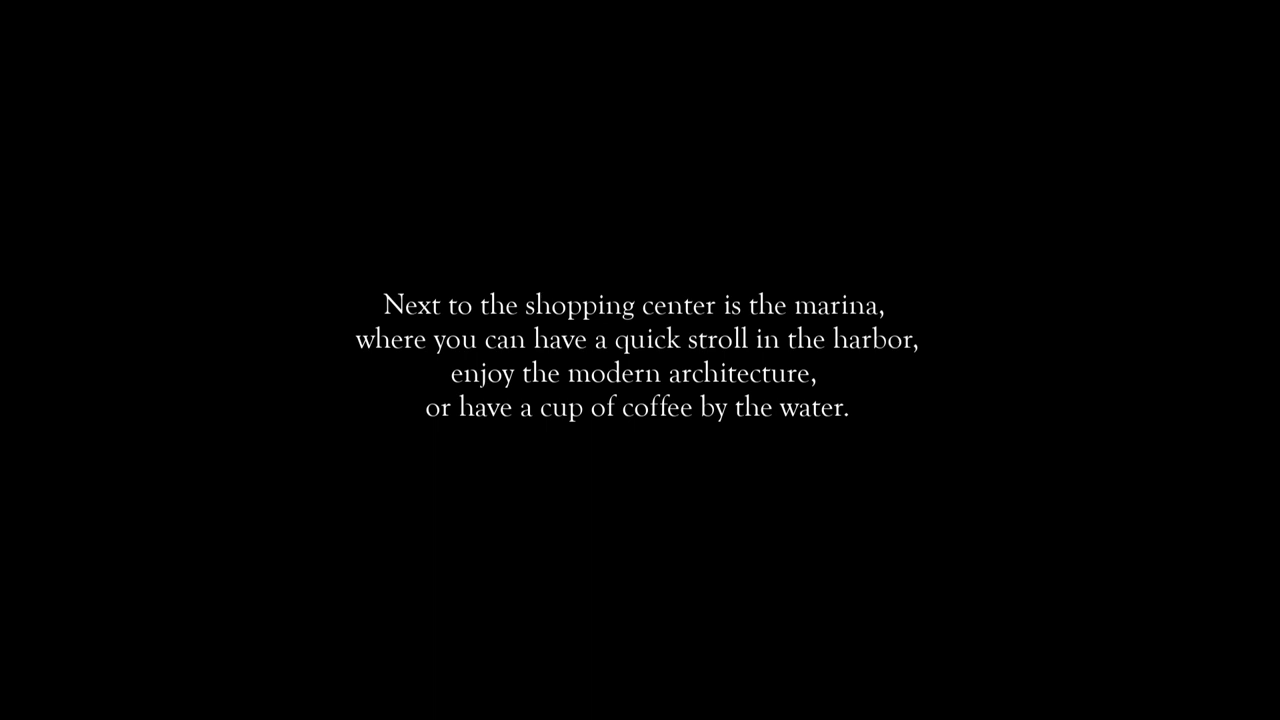 Next to the shopping center is the marina,
where you can have a quick stroll in the harbor,
enjoy the modern architecture,
or have a cup of coffee by the water.